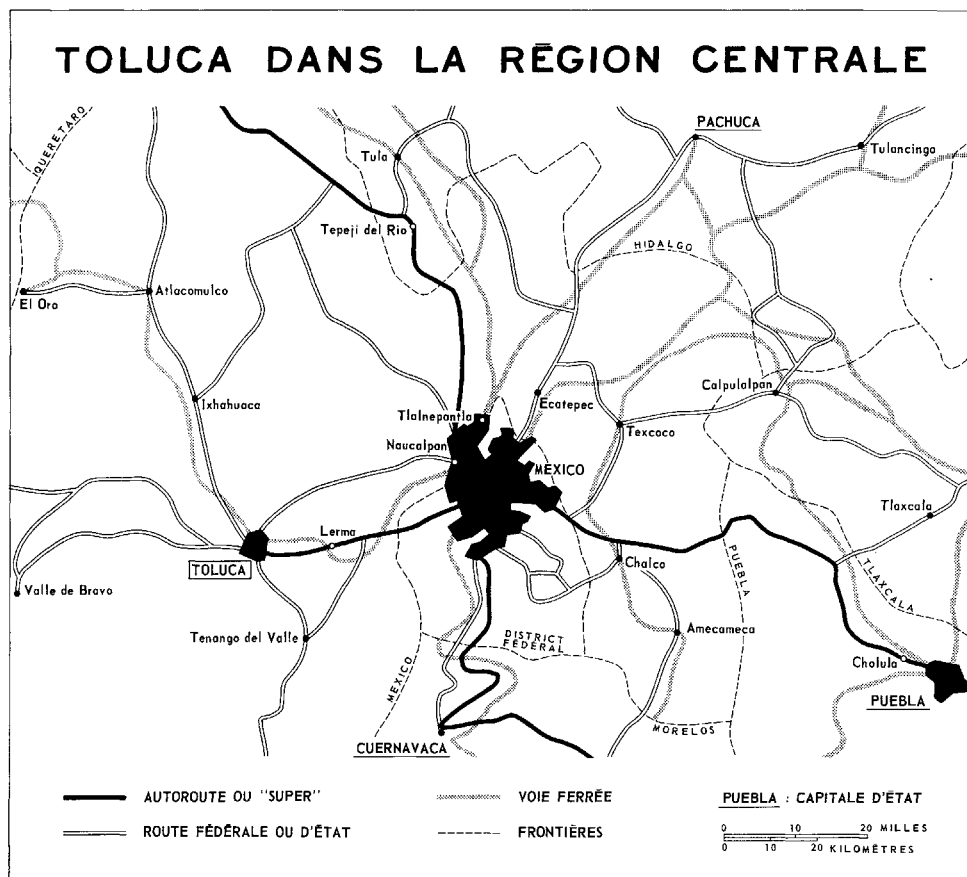 TOLUCA DANS LA RÉGION CENTRALE
QUERETARO
PACHUCA
Tula
Tulancingo
Tepeji del Rio
HIDALGO
El Oro
Atlacomulco
Ixhahuaca
Ecatepec
Calpulalpan
Tlalnepantla
Texcoco
Naucalpan
MEXICO
Tlaxcala
Lerma
TOLUCA
Chalco
PUEBLA
TLAXCALA
Valle de Bravo
Tenango del Valle
DISTRICT
FÉDÉRAL
Amecameca
MEXICO
Cholula
PUEBLA
MORELOS
CUERNAVACA
AUTOROUTE OU "SUPER"
VOIE FERRÉE
PUEBLA : CAPITALE D'ÉTAT
ROUTE FÉDÉRALE OU D'ÉTAT
FRONTIÈRES
0 10 20 MILLES
0 10 20 KILOMÈTRES